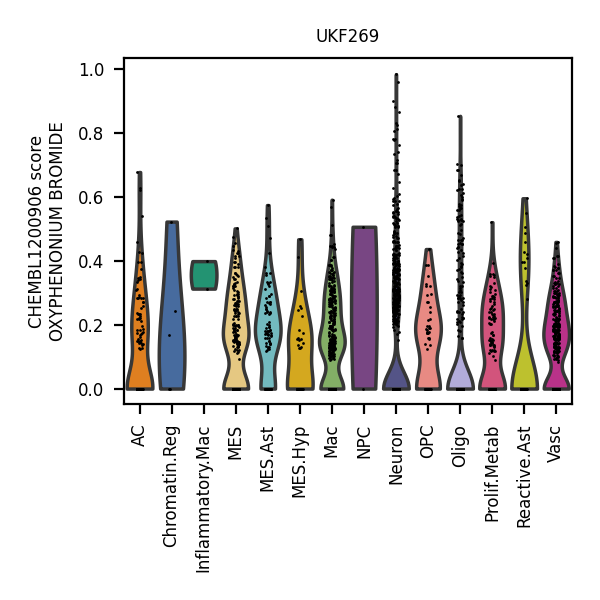 UKF269
CHEMBL1200906 score
OXYPHENONIUM BROMIDE
1.0
0.8
0.6
0.4
0.2
0.0
AC
Chromatin.Reg
Inflammatory.Mac
MES
MES.Ast
MES.Hyp
Mac
NPC
Neuron
OPC
Oligo
Prolif.Metab
Reactive.Ast
Vasc